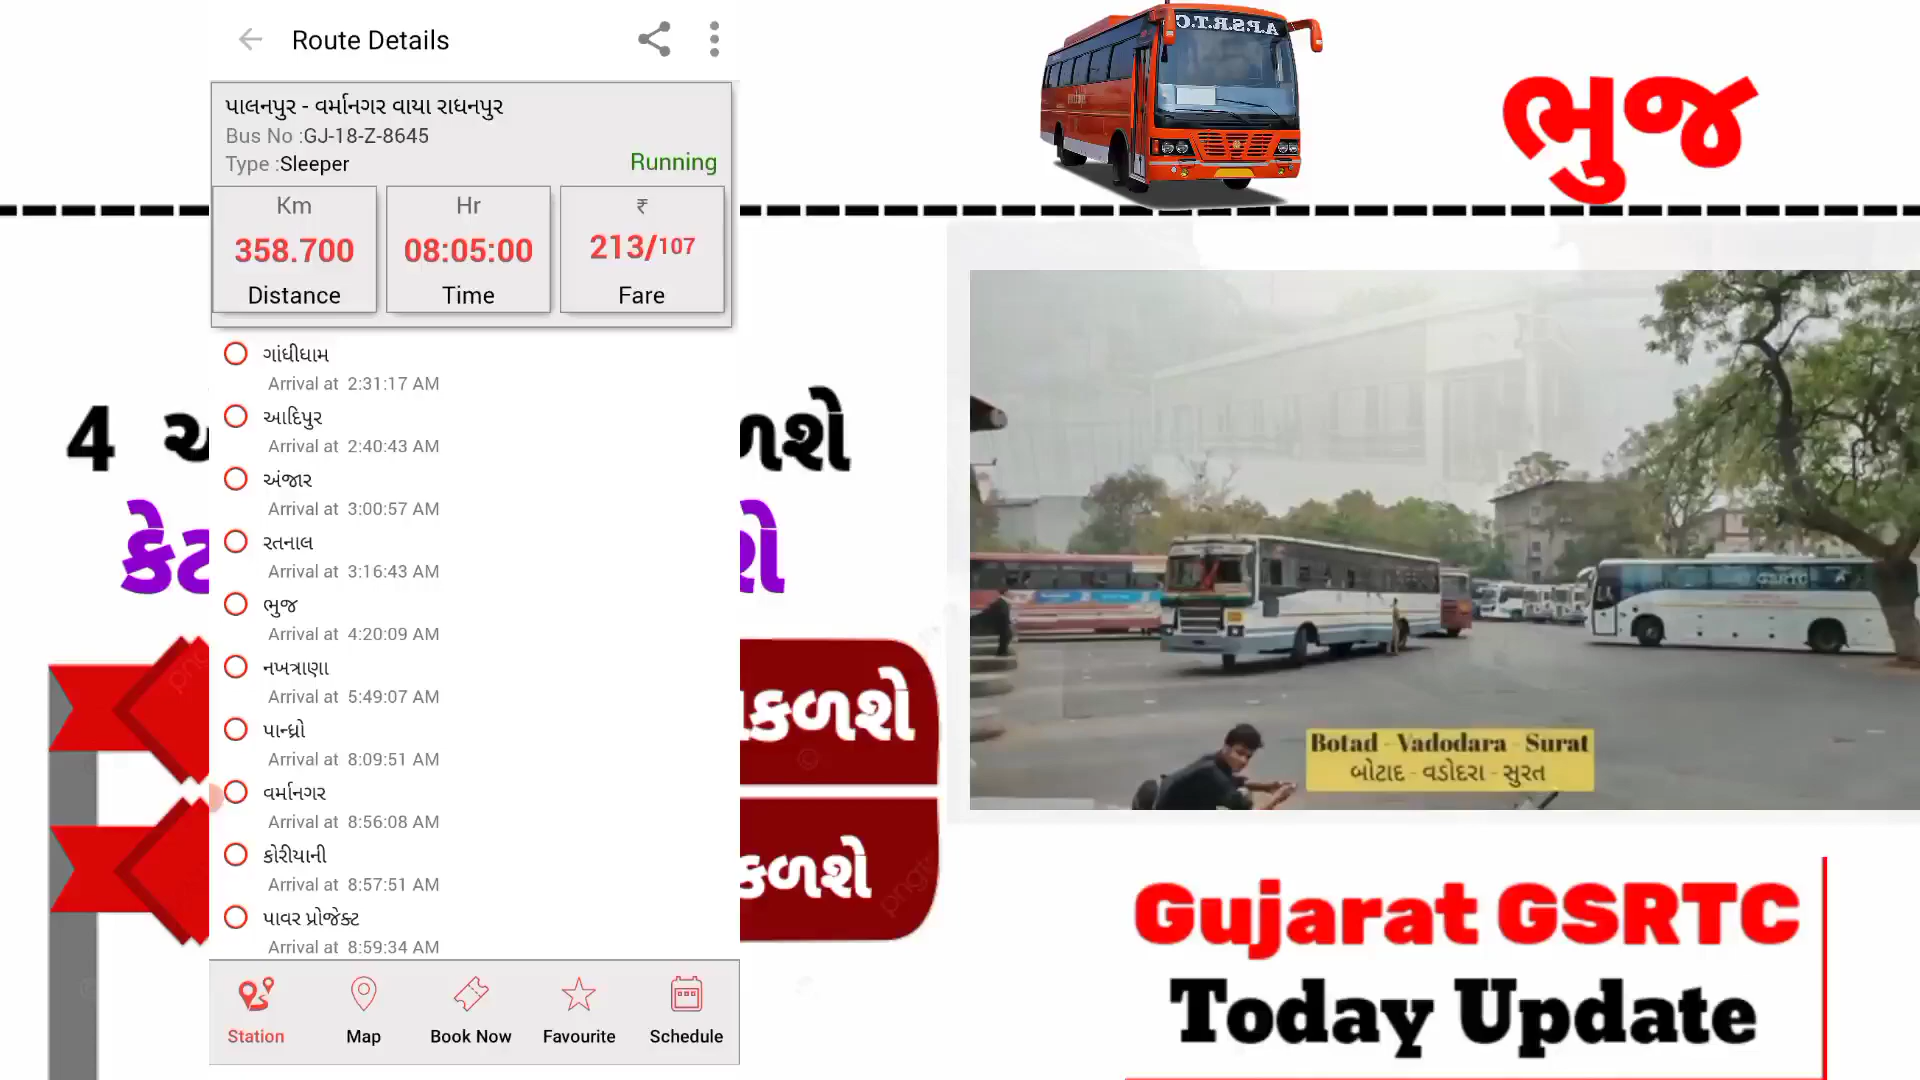 Route Details
પાલનપુર - વર્માનગર વાયા રાધનપુર
Bus No :GJ-18-Z-8645
Type :Sleeper
Running
Km
358.700
Distance
Hr
08:05:00
Time
₹
213/107
Fare
ગાંધીધામ
Arrival at 2:31:17 AM
આદિપુર
Arrival at 2:40:43 AM
અંજાર
Arrival at 3:00:57 AM
રતનાલ
Arrival at 3:16:43 AM
ભુજ
Arrival at 4:20:09 AM
નખત્રાણા
Arrival at 5:49:07 AM
પાન્ધ્રો
Arrival at 8:09:51 AM
વર્માનગર
Arrival at 8:56:08 AM
કોરીયાની
Arrival at 8:57:51 AM
પાવર પ્રોજેક્ટ
Arrival at 8:59:34 AM
Station
Map
Book Now
Favourite
Schedule
4
A.P.S.R.T.C
ભુજ
GSRTC
Botad - Vadodara - Surat
બોટાદ - વડોદરા - સુરત
Gujarat GSRTC
Today Update